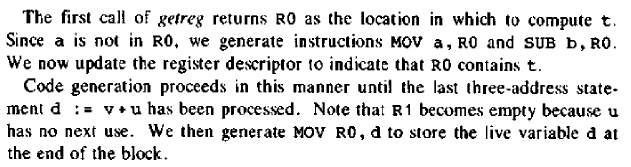 The first call of getreg returns R0 as the location in which to compute t.
Since a is not in R0, we generate instructions MOV a, R0 and SUB b, R0.
We now update the register descriptor to indicate that R0 contains t.
Code generation proceeds in this manner until the last three-address state-
ment d := v + u has been processed. Note that R1 becomes empty because u
has no next use. We then generate MOV R0, d to store the live variable d at
the end of the block.